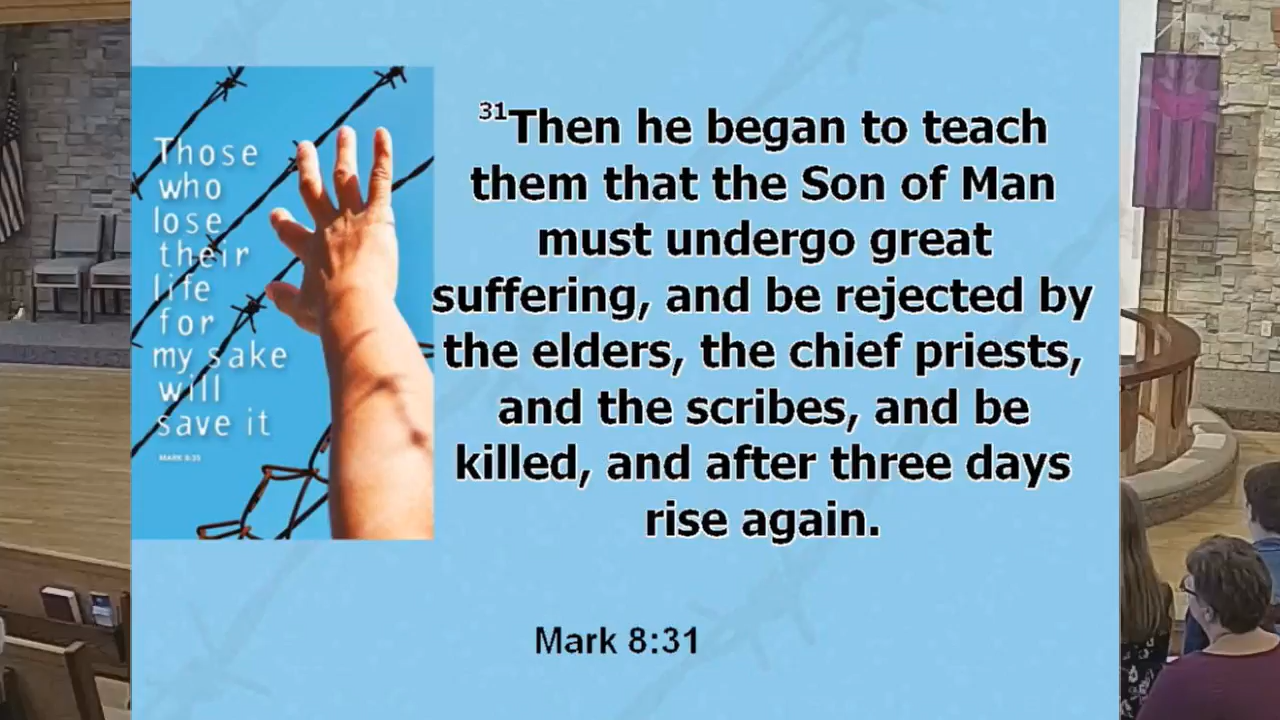 Those
who
lose
their
life
for
my sake
will
save it
MARK 8:35
31Then he began to teach
them that the Son of Man
must undergo great
suffering, and be rejected by
the elders, the chief priests,
and the scribes, and be
killed, and after three days
rise again.
Mark 8:31